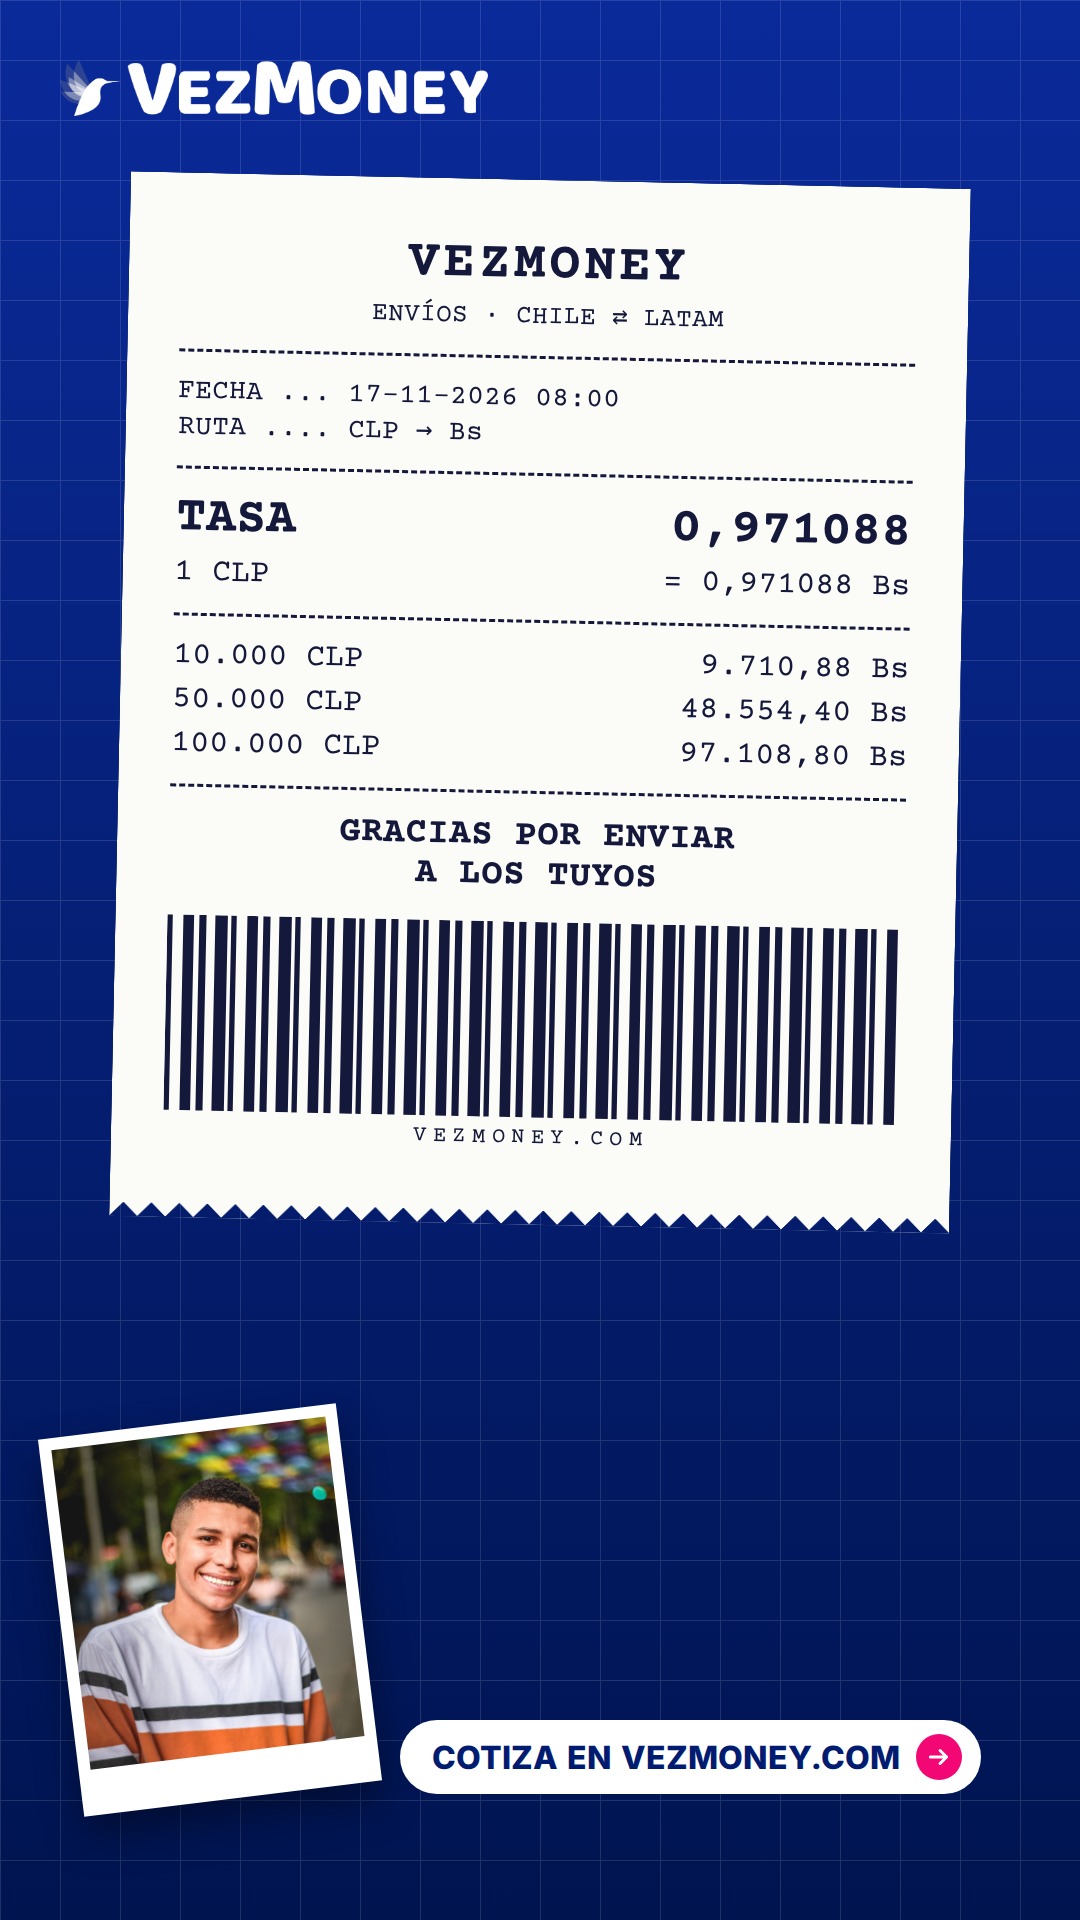 VEZMONEY
VEZMONEY
ENVÍOS · CHILE ⇄ LATAM
FECHA ... 17-11-2026 08:00
RUTA .... CLP → Bs
TASA 0,971088
1 CLP = 0,971088 Bs
10.000 CLP 9.710,88 Bs
50.000 CLP 48.554,40 Bs
100.000 CLP 97.108,80 Bs
GRACIAS POR ENVIAR
A LOS TUYOS
VEZMONEY.COM
COTIZA EN VEZMONEY.COM